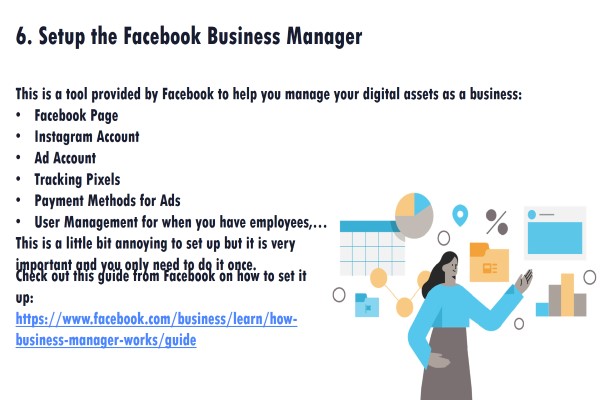 6. Setup the Facebook Business Manager
This is a tool provided by Facebook to help you manage your digital assets as a business:
• Facebook Page
• Instagram Account
• Ad Account
• Tracking Pixels
• Payment Methods for Ads
• User Management for when you have employees,…
This is a little bit annoying to set up but it is very
important and you only need to do it once.
Check out this guide from Facebook on how to set it
up:
https://www.facebook.com/business/learn/how-
business-manager-works/guide